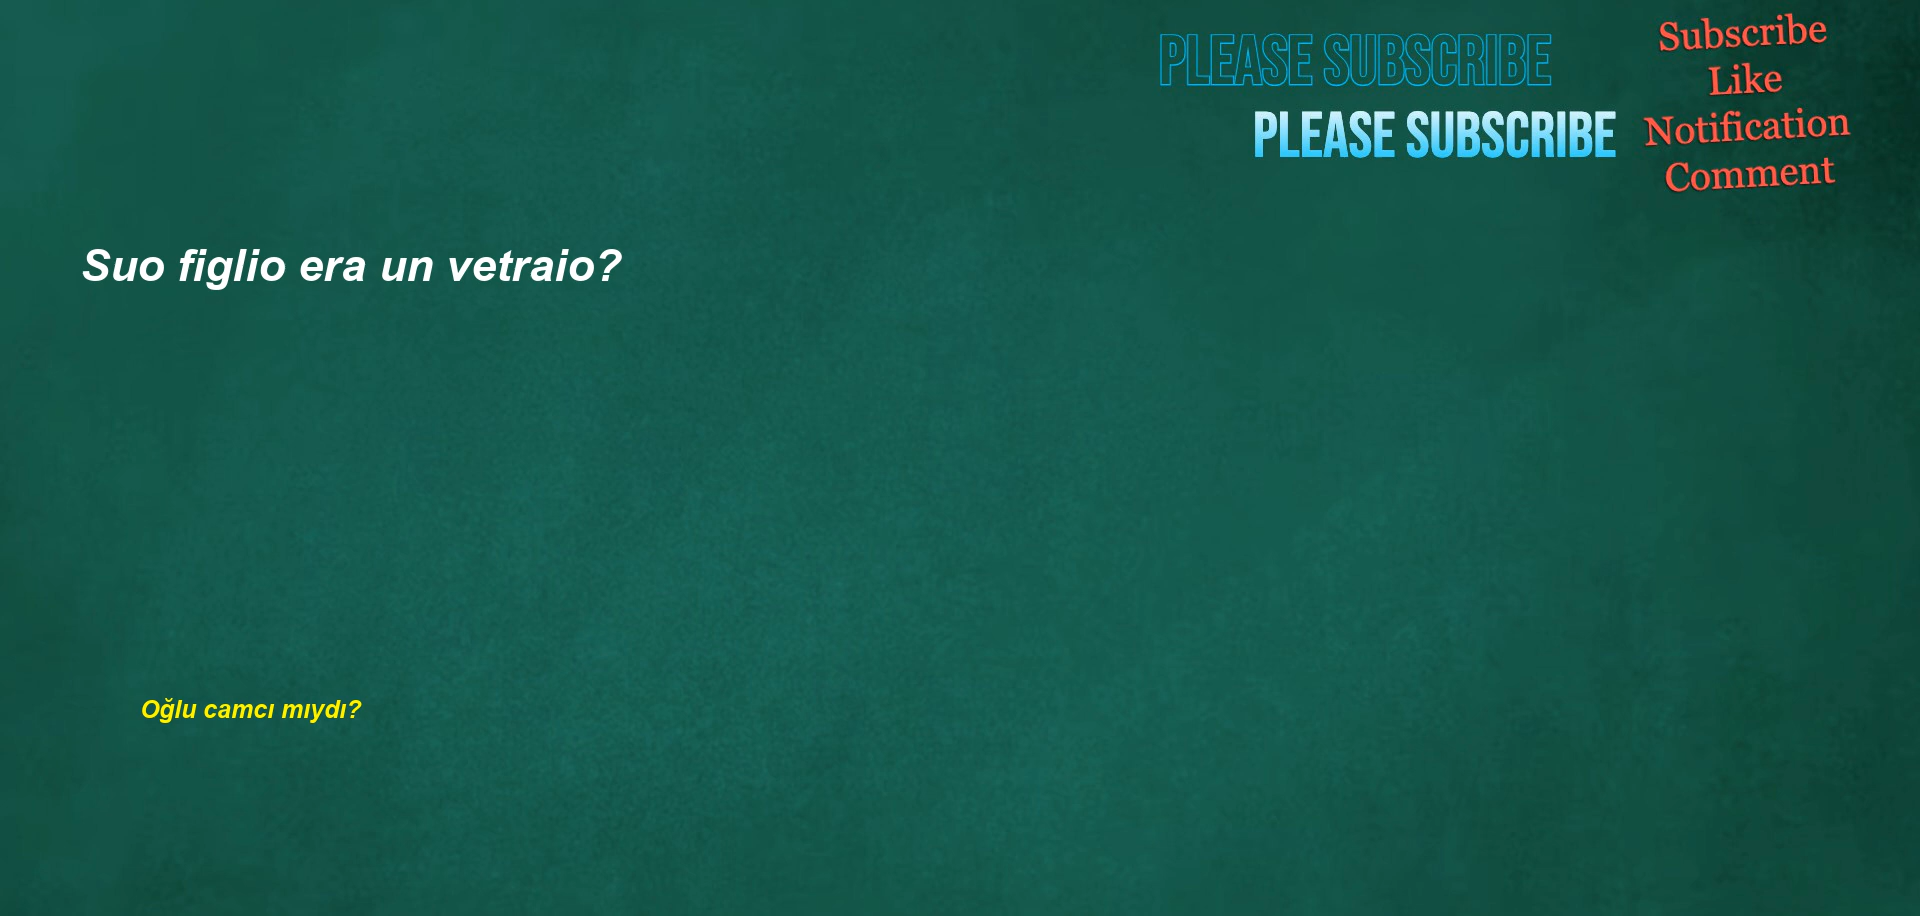 PLEASE SUBSCRIBE
PLEASE SUBSCRIBE
Subscribe
Like
Notification
Comment
Suo figlio era un vetraio?
Oğlu camcı mıydı?